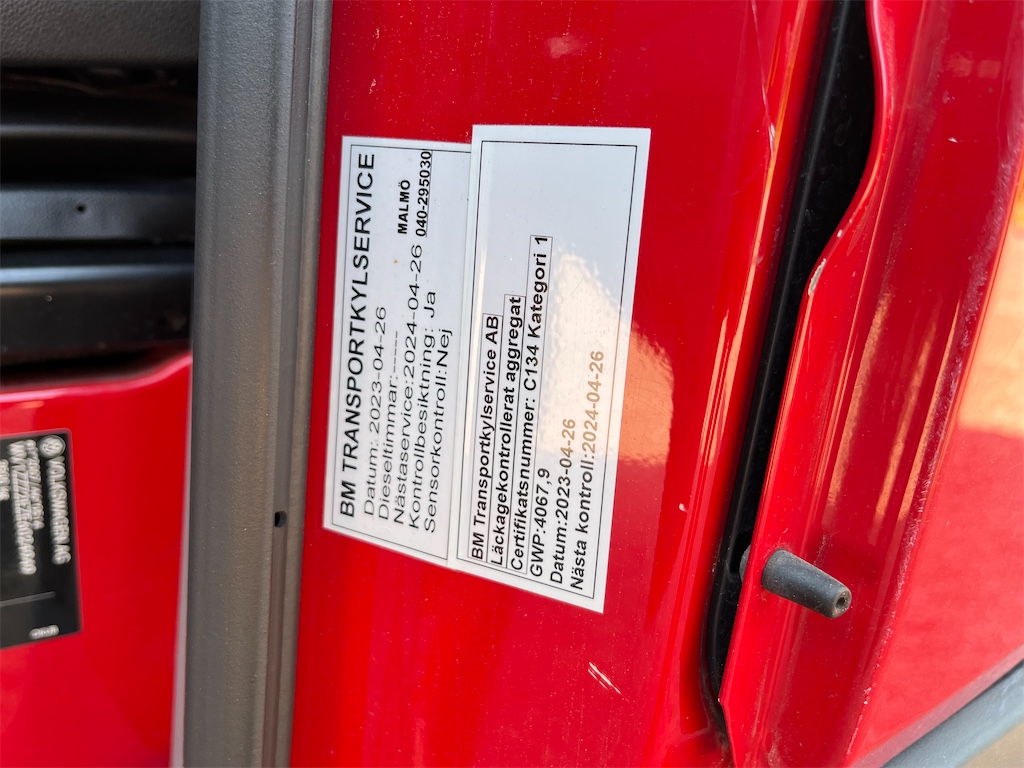 BM TRANSPORTKYLSERVICE
MALMÖ
Datum: 2023-04-26
040-295030
Dieseltimmar:-----
Nästaservice:2024-04-26
Kontrollbesiktning: Ja
Sensorkontroll:Nej
BM Transportkylservice AB
Läckagekontrollerat aggregat
Certifikatsnummer: C134 Kategori 1
GWP:4067,9
Datum:2023-04-26
Nästa kontroll:2024-04-26
VOLKSWAGEN AG